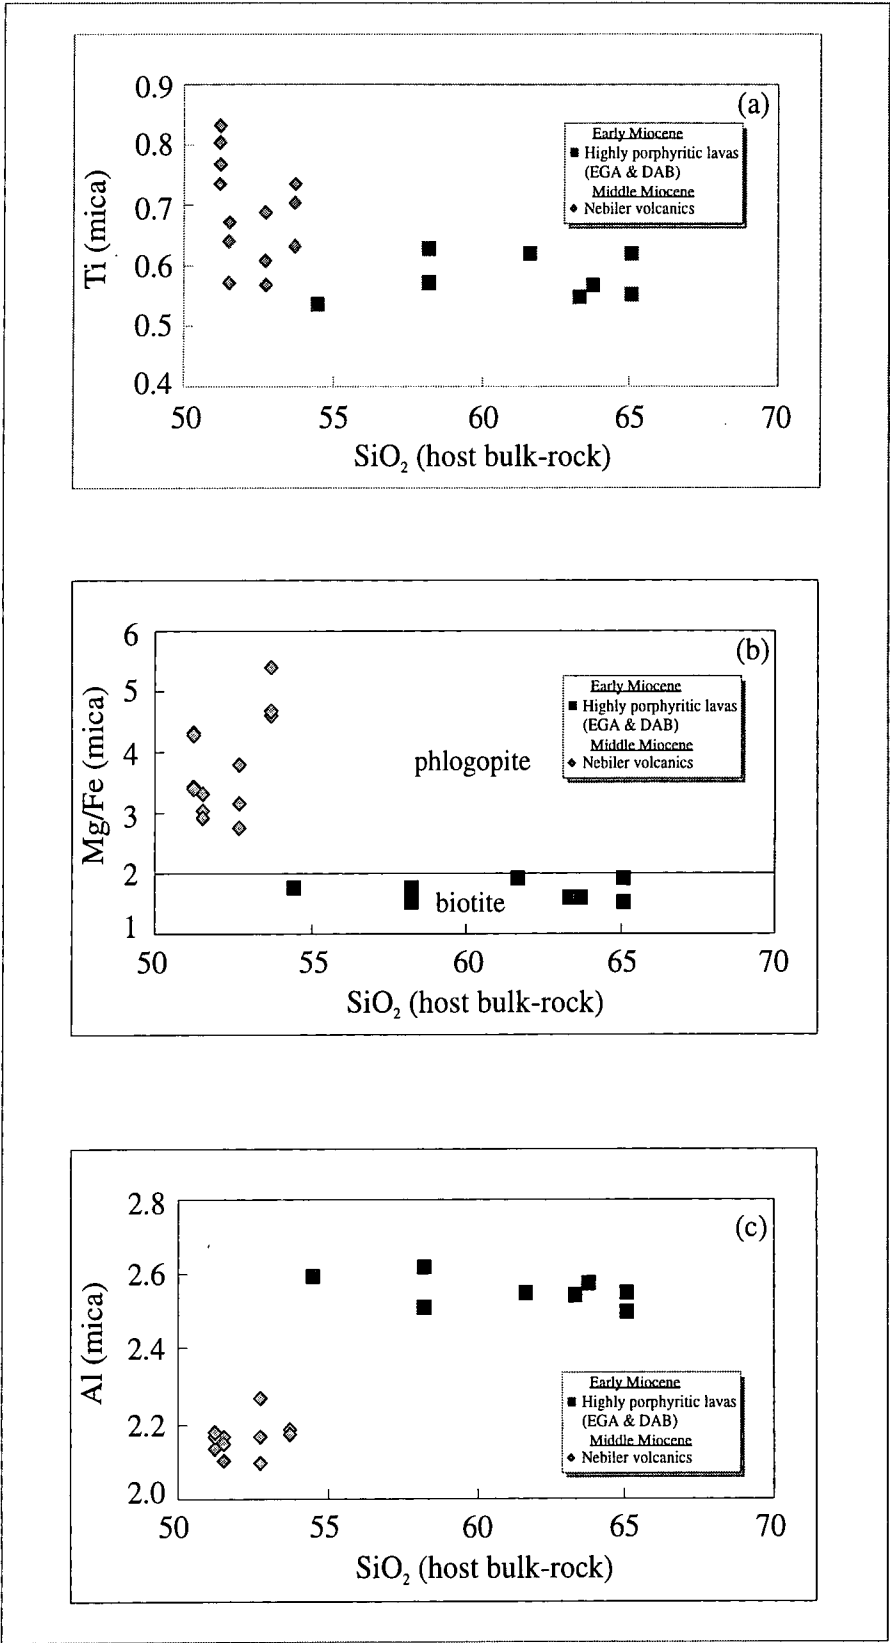 (a)
0.9
0.8
0.7
0.6
0.5
0.4
Ti (mica)
Early Miocene
Highly porphyritic lavas
(EGA & DAB)
Middle Miocene
Nebiler volcanics
50 55 60 65 70
SiO₂ (host bulk-rock)
(b)
6
5
4
3
2
1
Mg/Fe (mica)
Early Miocene
Highly porphyritic lavas
(EGA & DAB)
Middle Miocene
Nebiler volcanics
phlogopite
biotite
50 55 60 65 70
SiO₂ (host bulk-rock)
(c)
2.8
2.6
2.4
2.2
2.0
Al (mica)
Early Miocene
Highly porphyritic lavas
(EGA & DAB)
Middle Miocene
Nebiler volcanics
50 55 60 65 70
SiO₂ (host bulk-rock)